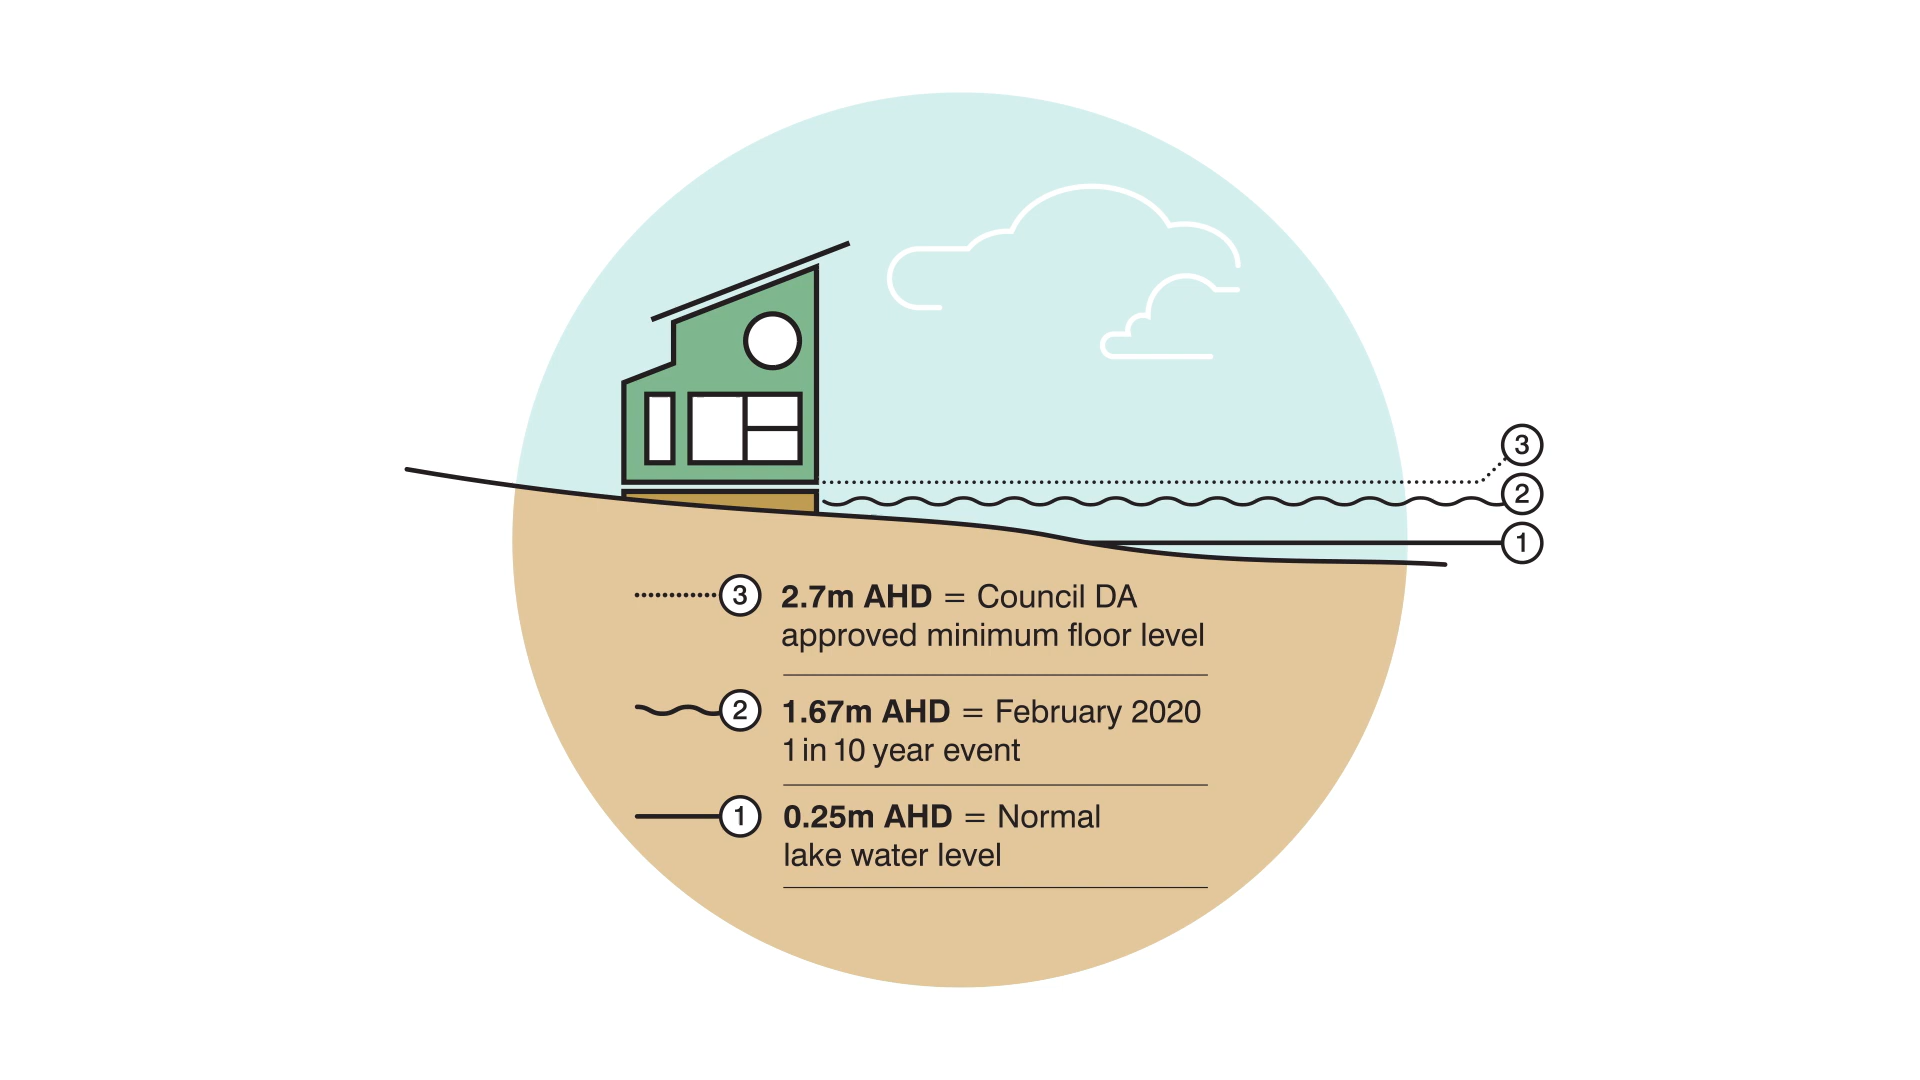 3
2
1
3 2.7m AHD = Council DA
approved minimum floor level
2 1.67m AHD = February 2020
1 in 10 year event
1 0.25m AHD = Normal
lake water level